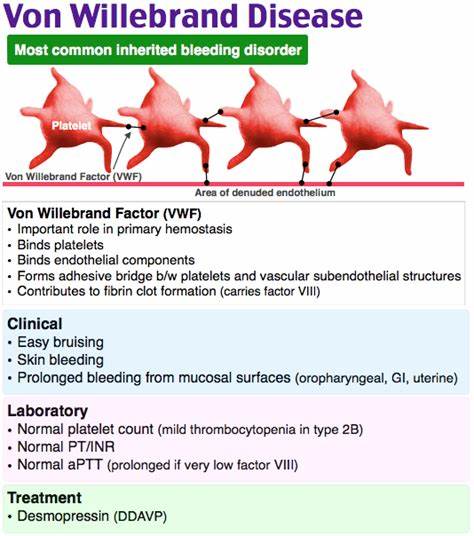 Von Willebrand Disease
Most common inherited bleeding disorder
Platelet
Von Willebrand Factor (VWF)
Area of denuded endothelium
Von Willebrand Factor (VWF)
• Important role in primary hemostasis
• Binds platelets
• Binds endothelial components
• Forms adhesive bridge b/w platelets and vascular subendothelial structures
• Contributes to fibrin clot formation (carries factor VIII)
Clinical
• Easy bruising
• Skin bleeding
• Prolonged bleeding from mucosal surfaces (oropharyngeal, GI, uterine)
Laboratory
• Normal platelet count (mild thrombocytopenia in type 2B)
• Normal PT/INR
• Normal aPTT (prolonged if very low factor VIII)
Treatment
• Desmopressin (DDAVP)